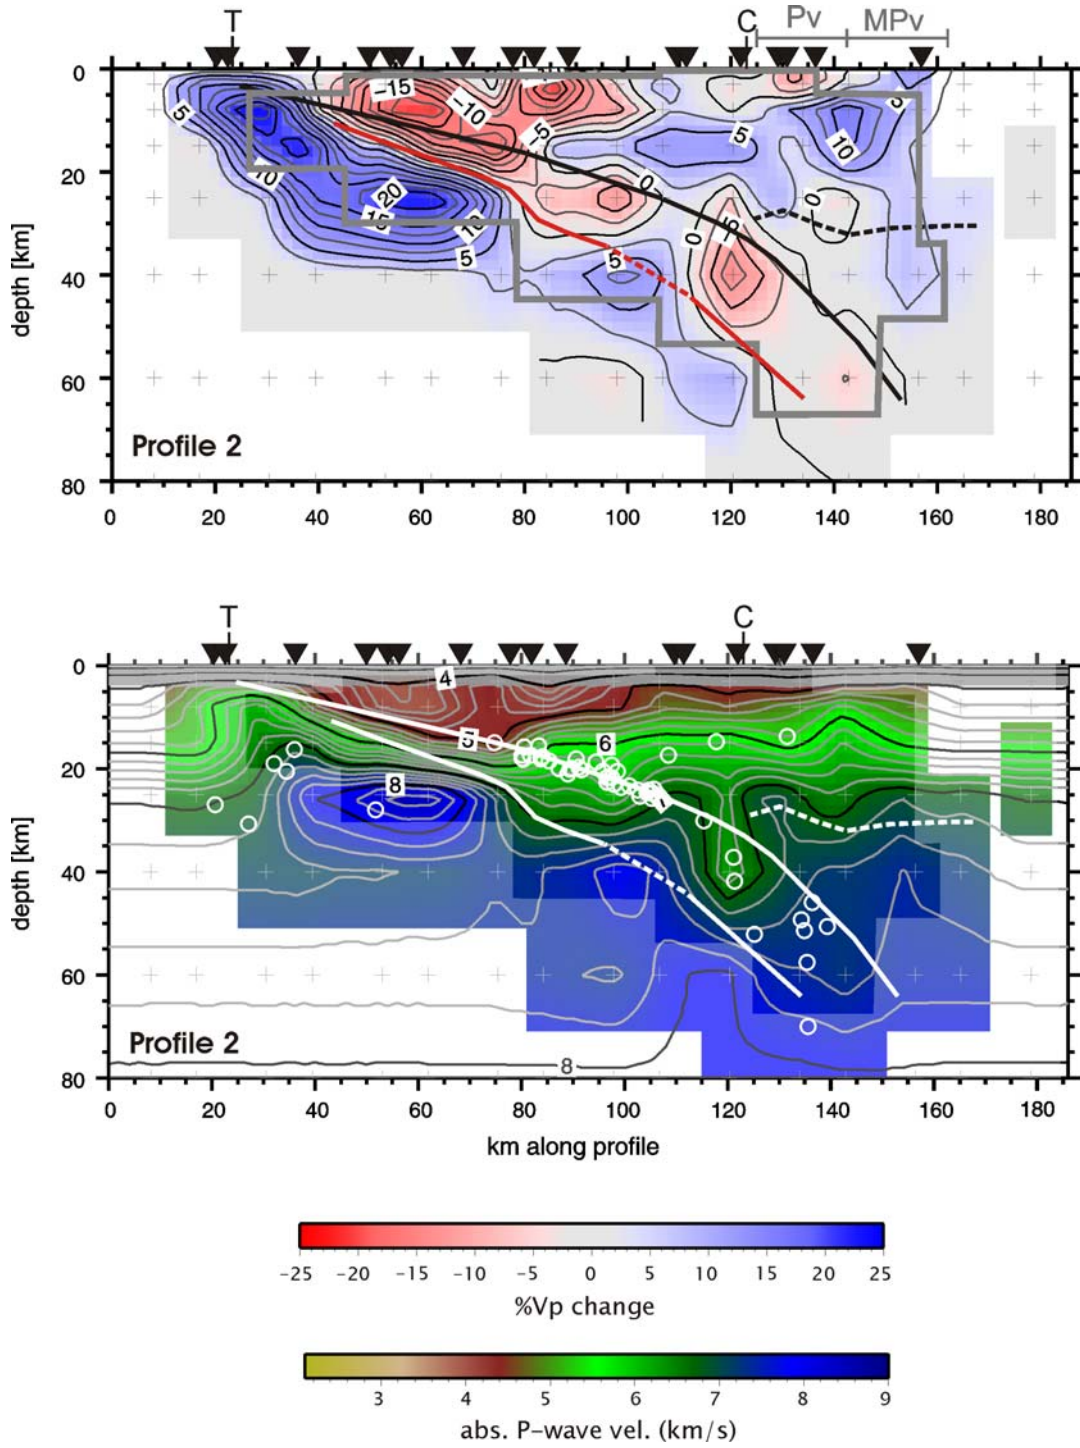 T C Pv MPv
0 5 -15 -10 -5 5 10 5
20 10 20 15 10 5 0 0 -5 0
40 5
60
80
depth [km]
Profile 2
0 20 40 60 80 100 120 140 160 180
T C
0 4
5 6
20 8 7
40
60
80 8
depth [km]
Profile 2
0 20 40 60 80 100 120 140 160 180
km along profile
-25 -20 -15 -10 -5 0 5 10 15 20 25
%Vp change
3 4 5 6 7 8 9
abs. P-wave vel. (km/s)